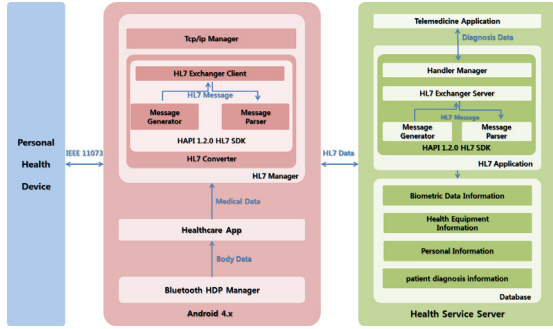 Personal
Health
Device
IEEE 11073
Tcp/ip Manager
HL7 Exchanger Client
HL7 Message
Message
Generator
Message
Parser
HAPI 1.2.0 HL7 SDK
HL7 Converter
HL7 Manager
Medical Data
Healthcare App
Body Data
Bluetooth HDP Manager
Android 4.x
HL7 Data
Telemedicine Application
Diagnosis Data
Handler Manager
HL7 Exchanger Server
HL7 Message
Message
Generator
Message
Parser
HAPI 1.2.0 HL7 SDK
HL7 Application
Biometric Data Information
Health Equipment
Information
Personal Information
patient diagnosis information
Database
Health Service Server